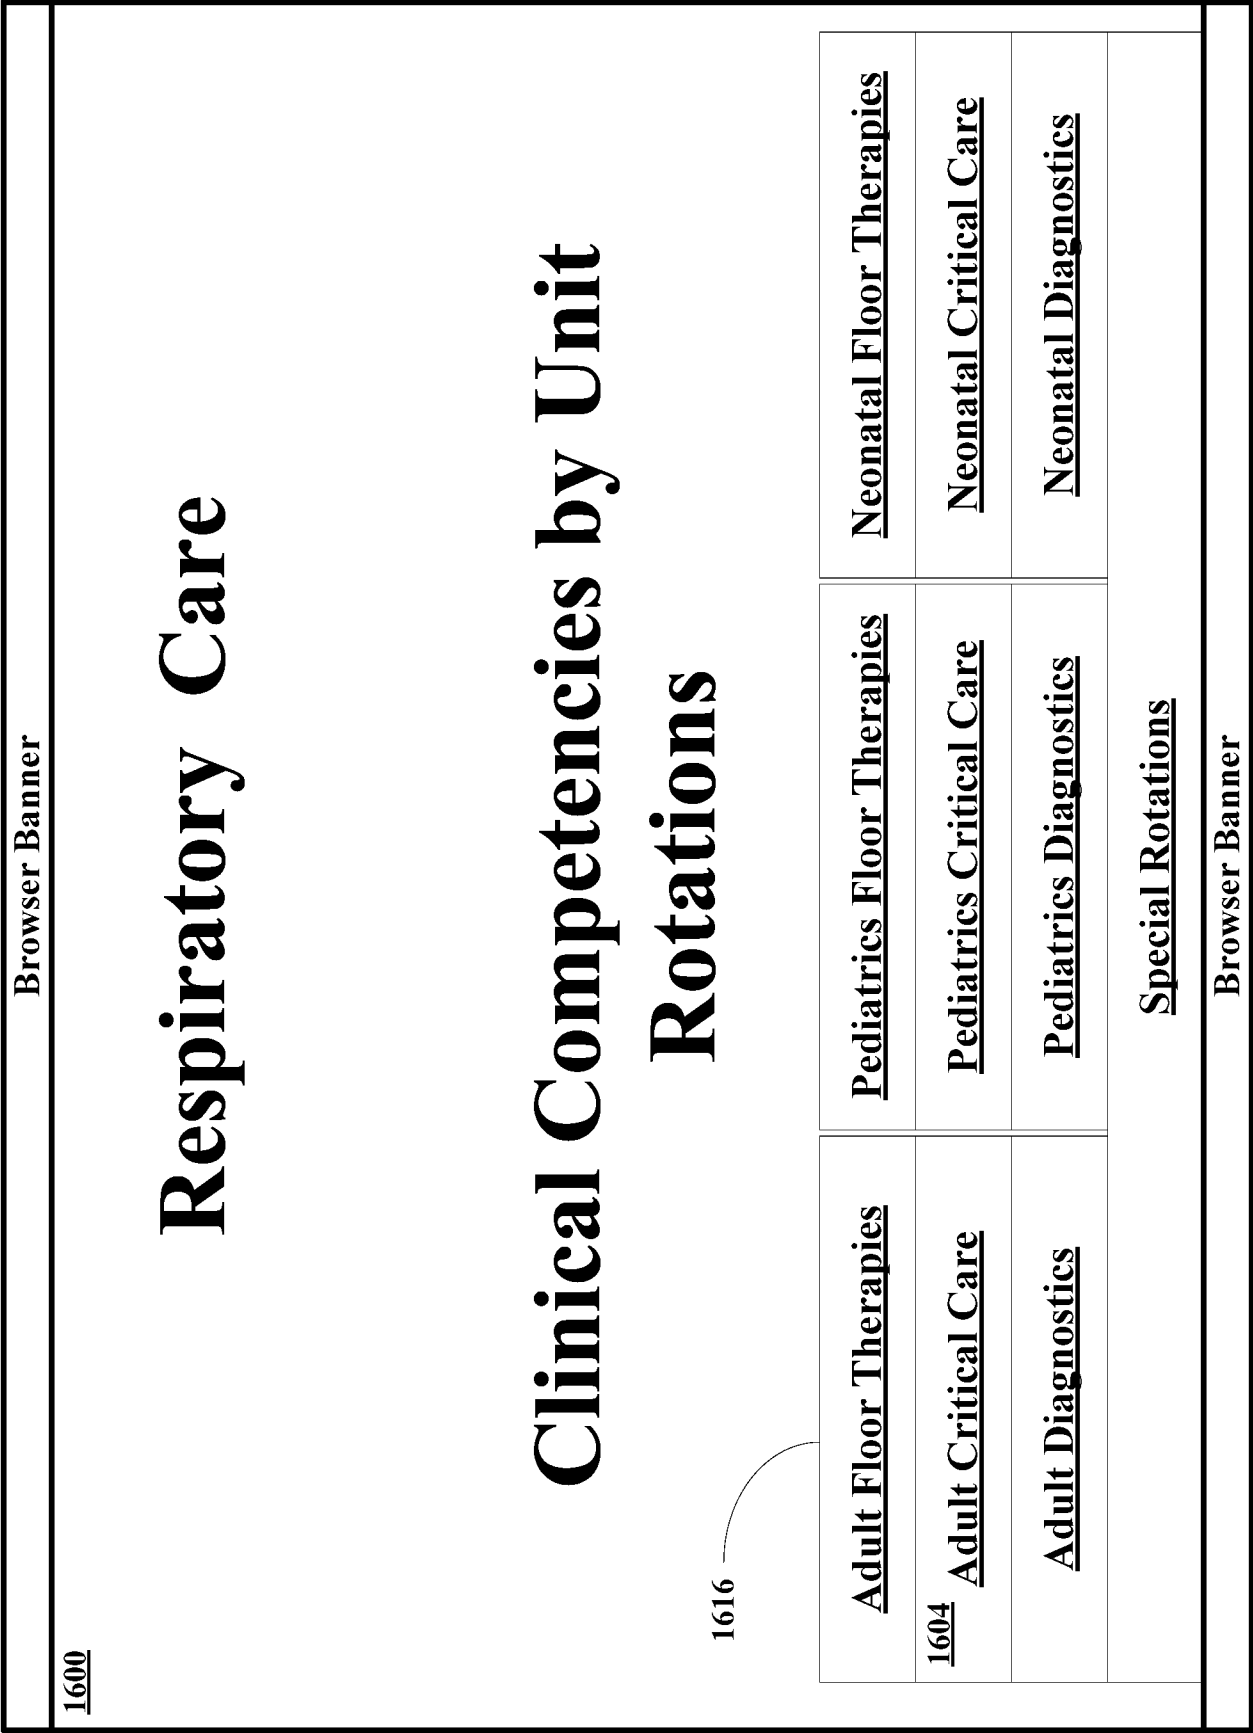 Browser Banner
1600
Respiratory Care
Clinical Competencies by Unit
Rotations
1616
Adult Floor Therapies Pediatrics Floor Therapies Neonatal Floor Therapies
1604 Adult Critical Care Pediatrics Critical Care Neonatal Critical Care
Adult Diagnostics Pediatrics Diagnostics Neonatal Diagnostics
Special Rotations
Browser Banner